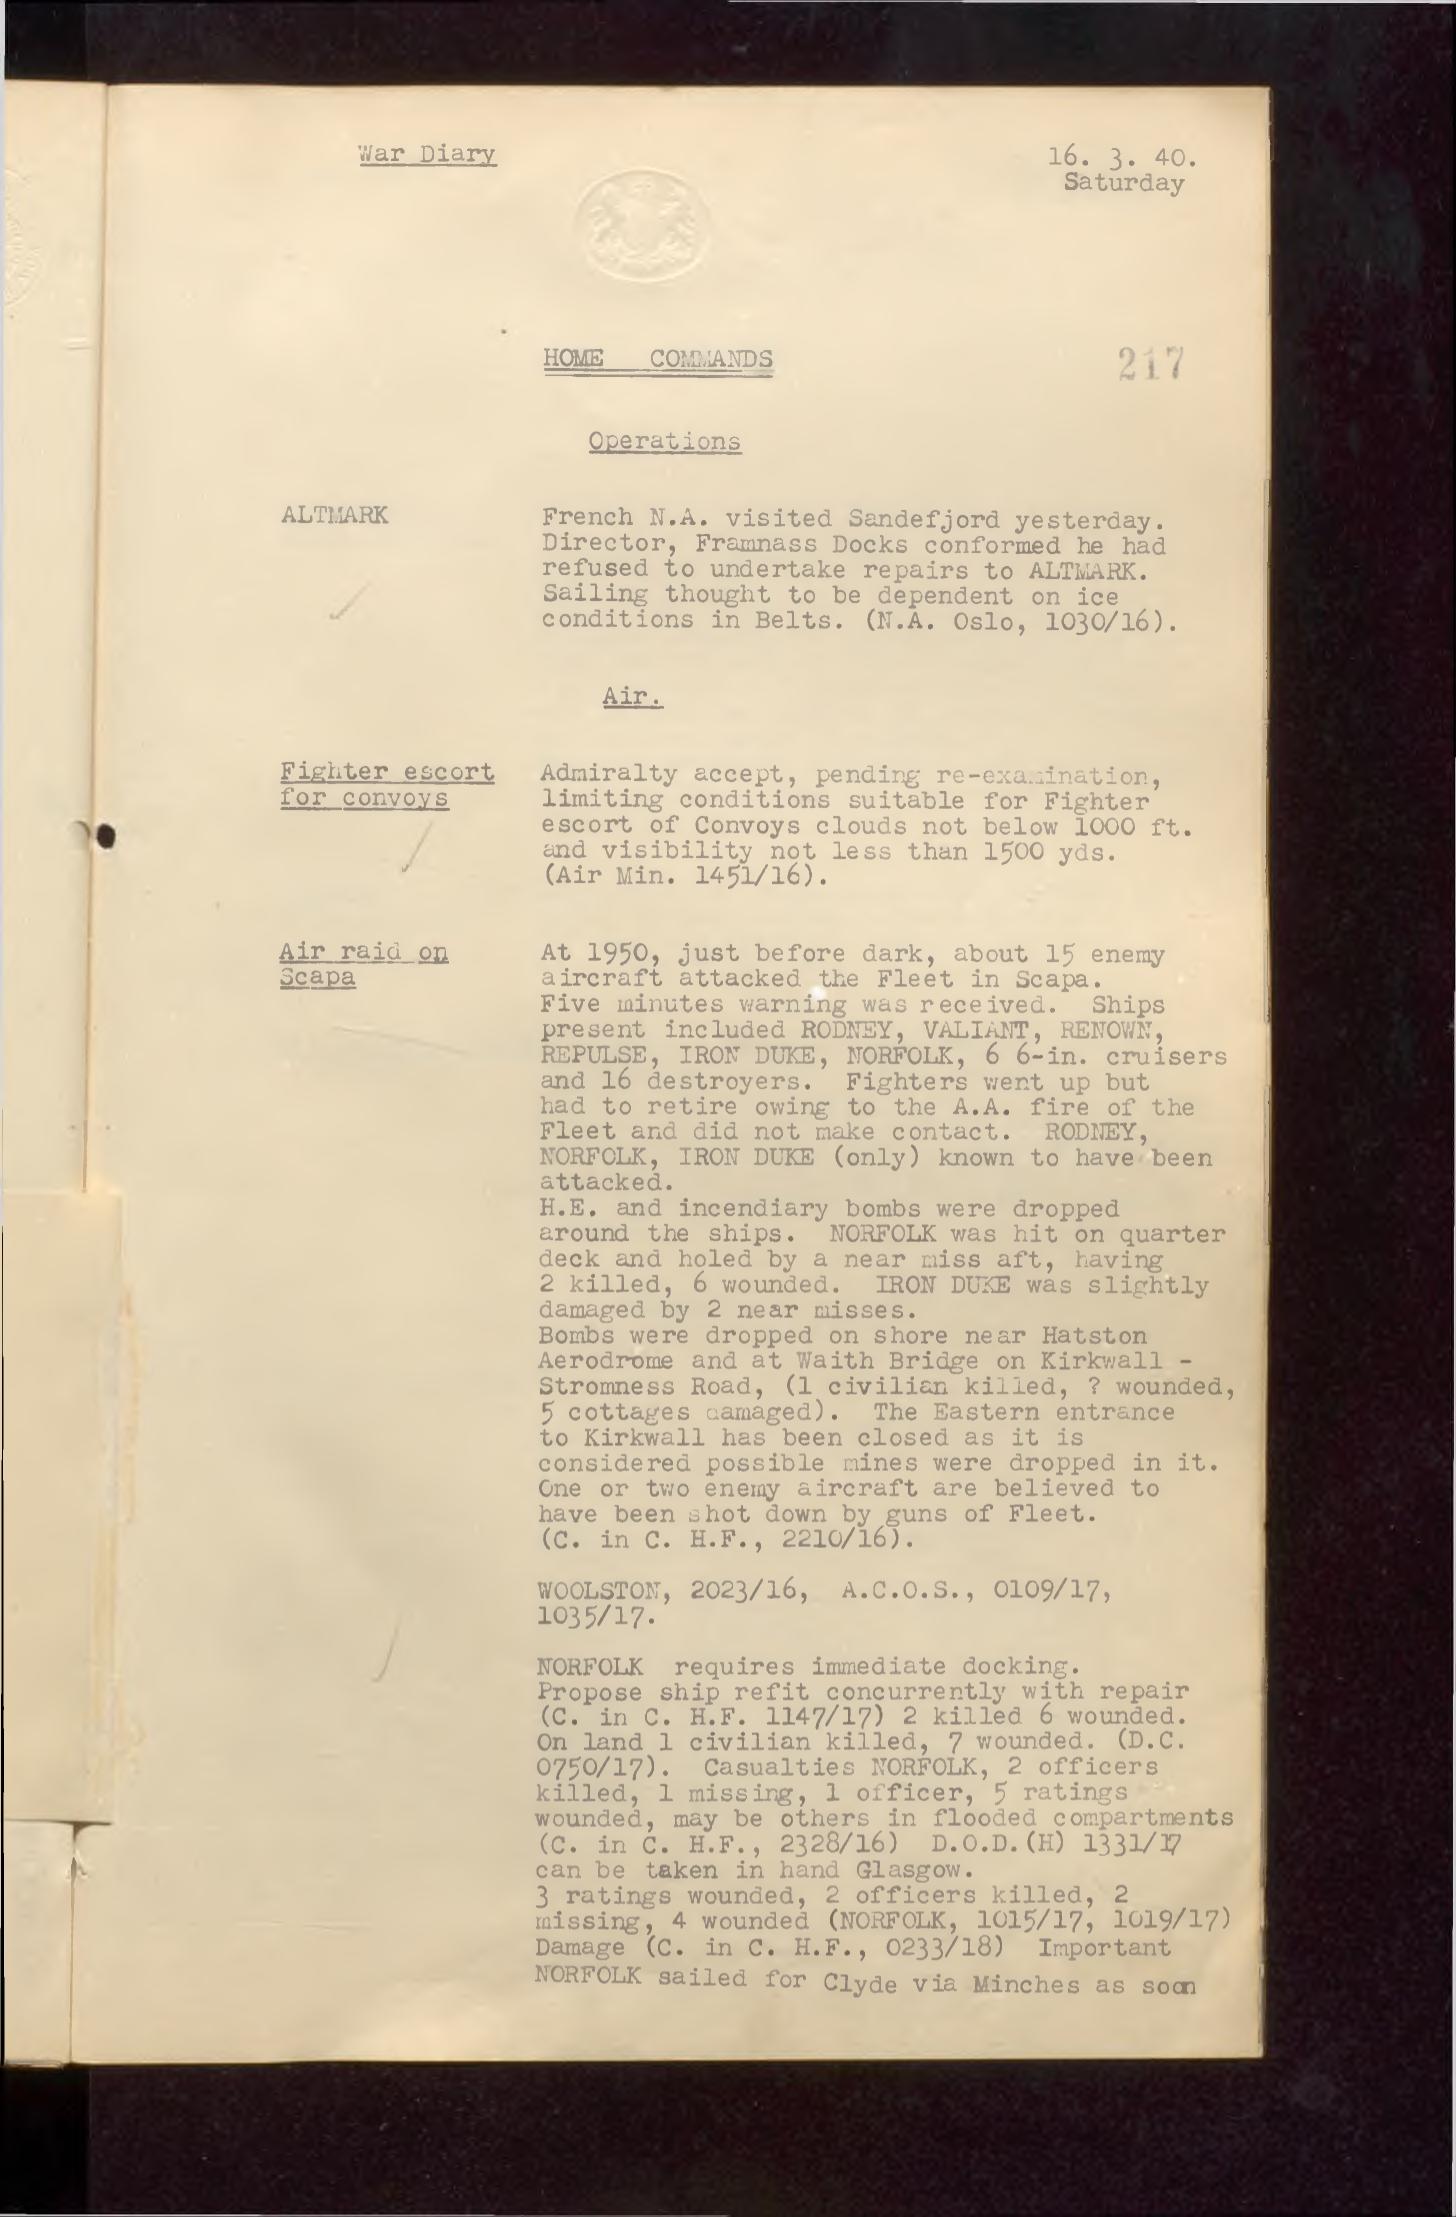 War Diary
16. 3. 40.
Saturday
HOME COMMANDS
217
Operations
ALTMARK
French N.A. visited Sandefjord yesterday.
Director, Framnass Docks conformed he had
refused to undertake repairs to ALTMARK.
Sailing thought to be dependent on ice
conditions in Belts. (N.A. Oslo, 1030/16).
Air.
Fighter escort
for convoys
Admiralty accept, pending re-examination,
limiting conditions suitable for Fighter
escort of Convoys clouds not below 1000 ft.
and visibility not less than 1500 yds.
(Air Min. 1451/16).
Air raid on
Scapa
At 1950, just before dark, about 15 enemy
aircraft attacked the Fleet in Scapa.
Five minutes warning was received. Ships
present included RODNEY, VALIANT, RENOWN,
REPULSE, IRON DUKE, NORFOLK, 6 6-in. cruisers
and 16 destroyers. Fighters went up but
had to retire owing to the A.A. fire of the
Fleet and did not make contact. RODNEY,
NORFOLK, IRON DUKE (only) known to have been
attacked.
H.E. and incendiary bombs were dropped
around the ships. NORFOLK was hit on quarter
deck and holed by a near miss aft, having
2 killed, 6 wounded. IRON DUKE was slightly
damaged by 2 near misses.
Bombs were dropped on shore near Hatston
Aerodrome and at Waith Bridge on Kirkwall -
Stromness Road, (1 civilian killed, ? wounded,
5 cottages damaged). The Eastern entrance
to Kirkwall has been closed as it is
considered possible mines were dropped in it.
One or two enemy aircraft are believed to
have been shot down by guns of Fleet.
(C. in C. H.F., 2210/16).
WOOLSTON, 2023/16, A.C.O.S., 0109/17,
1035/17.
NORFOLK requires immediate docking.
Propose ship refit concurrently with repair
(C. in C. H.F. 1147/17) 2 killed 6 wounded.
On land 1 civilian killed, 7 wounded. (D.C.
0750/17). Casualties NORFOLK, 2 officers
killed, 1 missing, 1 officer, 5 ratings
wounded, may be others in flooded compartments
(C. in C. H.F., 2328/16) D.O.D.(H) 1331/17
can be taken in hand Glasgow.
3 ratings wounded, 2 officers killed, 2
missing, 4 wounded (NORFOLK, 1015/17, 1019/17)
Damage (C. in C. H.F., 0233/18) Important
NORFOLK sailed for Clyde via Minches as soon